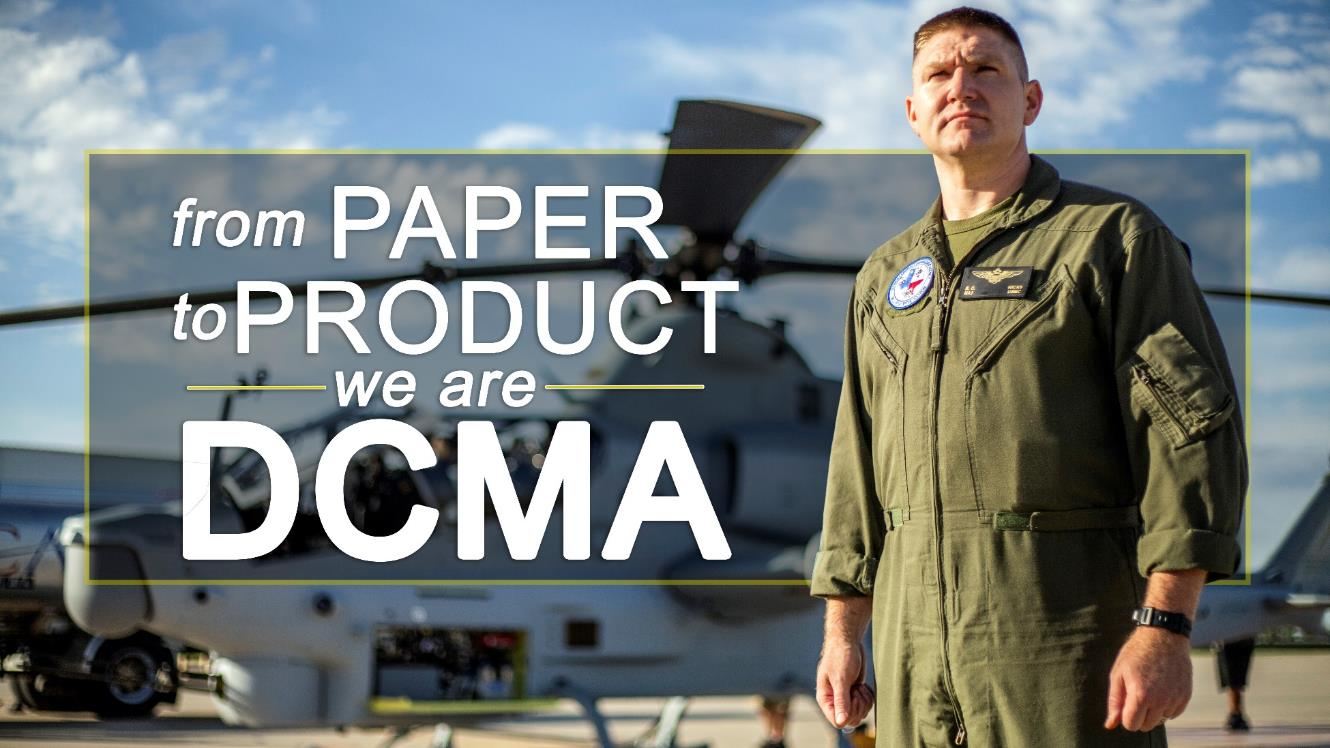 from PAPER
to PRODUCT
we are
DCMA